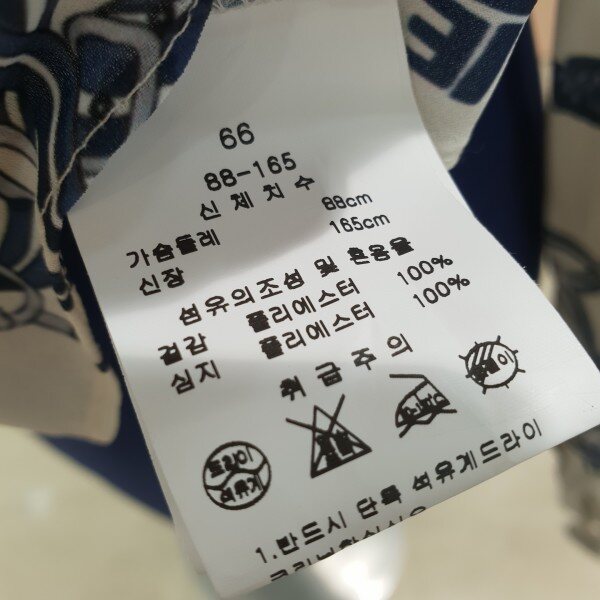 66
88-165
신체치수
가슴둘레 88cm
신장 165cm
섬유의조성 및 혼용율
겉감 폴리에스터 100%
심지 폴리에스터 100%
취급주의
드라이
석유계
1.반드시 단독 석유계드라이